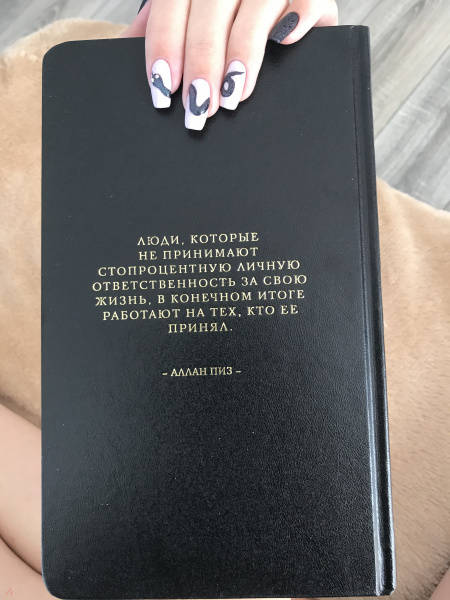 ЛЮДИ, КОТОРЫЕ
НЕ ПРИНИМАЮТ
СТОПРОЦЕНТНУЮ ЛИЧНУЮ
ОТВЕТСТВЕННОСТЬ ЗА СВОЮ
ЖИЗНЬ, В КОНЕЧНОМ ИТОГЕ
РАБОТАЮТ НА ТЕХ, КТО ЕЕ
ПРИНЯЛ.
– АЛЛАН ПИЗ –